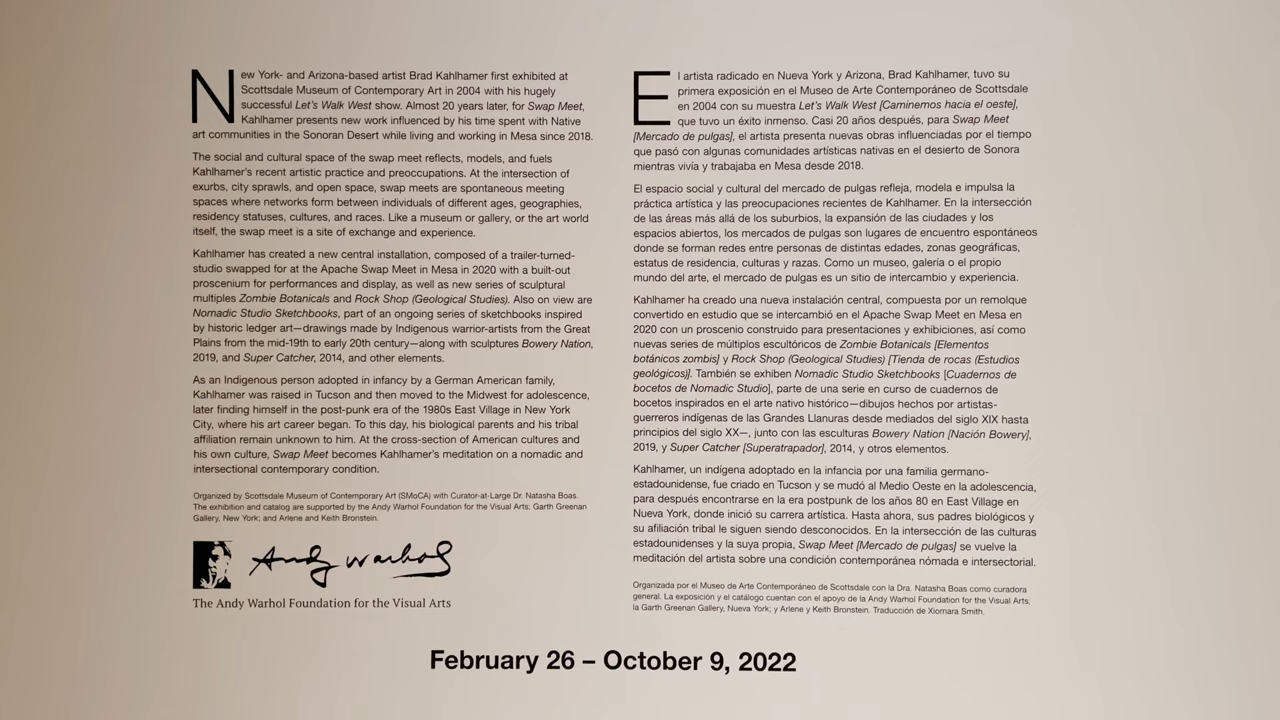 New York- and Arizona-based artist Brad Kahlhamer first exhibited at
Scottsdale Museum of Contemporary Art in 2004 with his hugely
successful Let's Walk West show. Almost 20 years later, for Swap Meet,
Kahlhamer presents new work influenced by his time spent with Native
art communities in the Sonoran Desert while living and working in Mesa since 2018.
The social and cultural space of the swap meet reflects, models, and fuels
Kahlhamer's recent artistic practice and preoccupations. At the intersection of
exurbs, city sprawls, and open space, swap meets are spontaneous meeting
spaces where networks form between individuals of different ages, geographies,
residency statuses, cultures, and races. Like a museum or gallery, or the art world
itself, the swap meet is a site of exchange and experience.
Kahlhamer has created a new central installation, composed of a trailer-turned-
studio swapped for at the Apache Swap Meet in Mesa in 2020 with a built-out
proscenium for performances and display, as well as new series of sculptural
multiples Zombie Botanicals and Rock Shop (Geological Studies). Also on view are
Nomadic Studio Sketchbooks, part of an ongoing series of sketchbooks inspired
by historic ledger art—drawings made by Indigenous warrior-artists from the Great
Plains from the mid-19th to early 20th century—along with sculptures Bowery Nation,
2019, and Super Catcher, 2014, and other elements.
As an Indigenous person adopted in infancy by a German American family,
Kahlhamer was raised in Tucson and then moved to the Midwest for adolescence,
later finding himself in the post-punk era of the 1980s East Village in New York
City, where his art career began. To this day, his biological parents and his tribal
affiliation remain unknown to him. At the cross-section of American cultures and
his own culture, Swap Meet becomes Kahlhamer's meditation on a nomadic and
intersectional contemporary condition.
Organized by Scottsdale Museum of Contemporary Art (SMoCA) with Curator-at-Large Dr. Natasha Boas.
The exhibition and catalog are supported by the Andy Warhol Foundation for the Visual Arts; Garth Greenan
Gallery, New York; and Arlene and Keith Bronstein.
Andy Warhol
The Andy Warhol Foundation for the Visual Arts
El artista radicado en Nueva York y Arizona, Brad Kahlhamer, tuvo su
primera exposición en el Museo de Arte Contemporáneo de Scottsdale
en 2004 con su muestra Let's Walk West [Caminemos hacia el oeste],
que tuvo un éxito inmenso. Casi 20 años después, para Swap Meet
[Mercado de pulgas], el artista presenta nuevas obras influenciadas por el tiempo
que pasó con algunas comunidades artísticas nativas en el desierto de Sonora
mientras vivía y trabajaba en Mesa desde 2018.
El espacio social y cultural del mercado de pulgas refleja, modela e impulsa la
práctica artística y las preocupaciones recientes de Kahlhamer. En la intersección
de las áreas más allá de los suburbios, la expansión de las ciudades y los
espacios abiertos, los mercados de pulgas son lugares de encuentro espontáneos
donde se forman redes entre personas de distintas edades, zonas geográficas,
estatus de residencia, culturas y razas. Como un museo, galería o el propio
mundo del arte, el mercado de pulgas es un sitio de intercambio y experiencia.
Kahlhamer ha creado una nueva instalación central, compuesta por un remolque
convertido en estudio que se intercambió en el Apache Swap Meet en Mesa en
2020 con un proscenio construido para presentaciones y exhibiciones, así como
nuevas series de múltiples escultóricos de Zombie Botanicals [Elementos
botánicos zombis] y Rock Shop (Geological Studies) [Tienda de rocas (Estudios
geológicos)]. También se exhiben Nomadic Studio Sketchbooks [Cuadernos de
bocetos de Nomadic Studio], parte de una serie en curso de cuadernos de
bocetos inspirados en el arte nativo histórico—dibujos hechos por artistas-
guerreros indígenas de las Grandes Llanuras desde mediados del siglo XIX hasta
principios del siglo XX—, junto con las esculturas Bowery Nation [Nación Bowery],
2019, y Super Catcher [Superatrapador], 2014, y otros elementos.
Kahlhamer, un indígena adoptado en la infancia por una familia germano-
estadounidense, fue criado en Tucson y se mudó al Medio Oeste en la adolescencia,
para después encontrarse en la era postpunk de los años 80 en East Village en
Nueva York, donde inició su carrera artística. Hasta ahora, sus padres biológicos y
su afiliación tribal le siguen siendo desconocidos. En la intersección de las culturas
estadounidenses y la suya propia, Swap Meet [Mercado de pulgas] se vuelve la
meditación del artista sobre una condición contemporánea nómada e intersectorial.
Organizada por el Museo de Arte Contemporáneo de Scottsdale con la Dra. Natasha Boas como curadora
general. La exposición y el catálogo cuentan con el apoyo de la Andy Warhol Foundation for the Visual Arts;
la Garth Greenan Gallery, Nueva York; y Arlene y Keith Bronstein. Traducción de Xiomara Smith.
February 26 – October 9, 2022